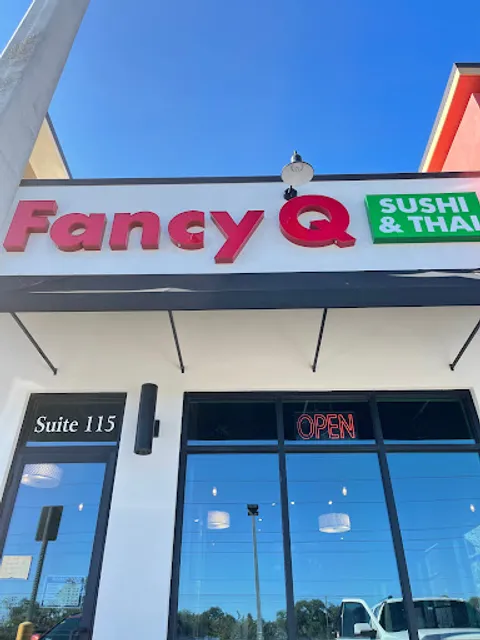 Fancy Q
SUSHI
& THAI
Suite 115
OPEN